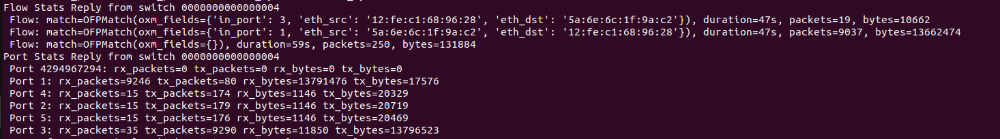 Flow Stats Reply from switch 0000000000000004
Flow: match=OFPMatch(oxm_fields={'in_port': 3, 'eth_src': '12:fe:c1:68:96:28', 'eth_dst': '5a:6e:6c:1f:9a:c2'}), duration=47s, packets=19, bytes=10662
Flow: match=OFPMatch(oxm_fields={'in_port': 1, 'eth_src': '5a:6e:6c:1f:9a:c2', 'eth_dst': '12:fe:c1:68:96:28'}), duration=47s, packets=9037, bytes=13662474
Flow: match=OFPMatch(oxm_fields={}), duration=59s, packets=250, bytes=131884
Port Stats Reply from switch 0000000000000004
Port 4294967294: rx_packets=0 tx_packets=0 rx_bytes=0 tx_bytes=0
Port 1: rx_packets=9246 tx_packets=80 rx_bytes=13791476 tx_bytes=17576
Port 4: rx_packets=15 tx_packets=174 rx_bytes=1146 tx_bytes=20329
Port 2: rx_packets=15 tx_packets=179 rx_bytes=1146 tx_bytes=20719
Port 5: rx_packets=15 tx_packets=176 rx_bytes=1146 tx_bytes=20469
Port 3: rx_packets=35 tx_packets=9290 rx_bytes=11850 tx_bytes=13796523